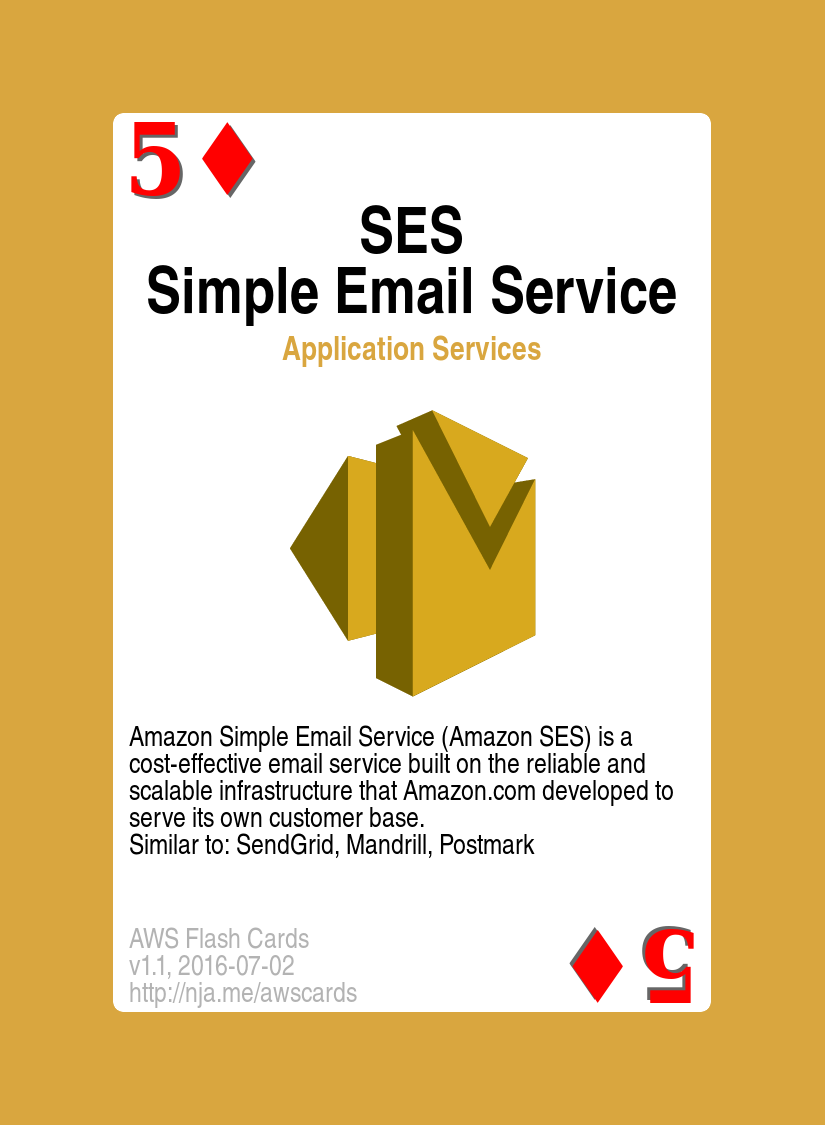 5♦
SES
Simple Email Service
Application Services
Amazon Simple Email Service (Amazon SES) is a
cost-effective email service built on the reliable and
scalable infrastructure that Amazon.com developed to
serve its own customer base.
Similar to: SendGrid, Mandrill, Postmark
AWS Flash Cards
v1.1, 2016-07-02
http://nja.me/awscards
5♦